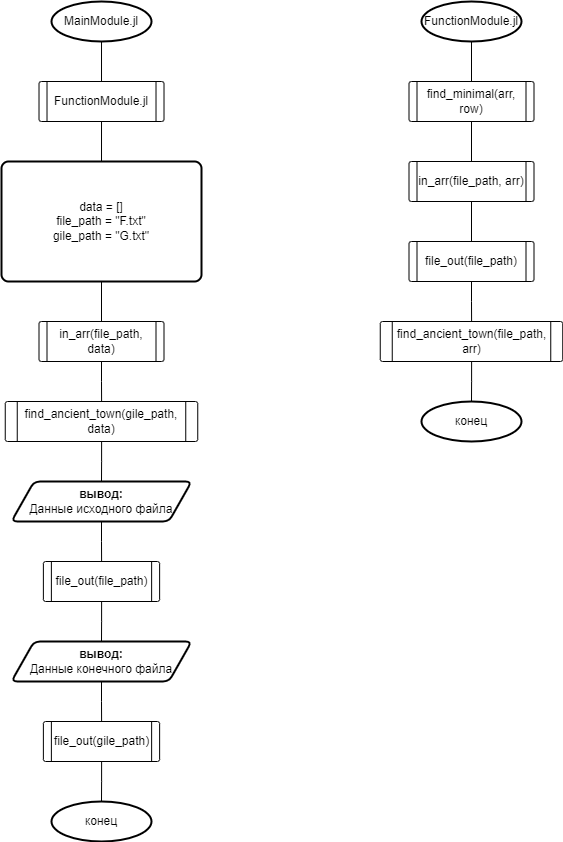 MainModule.jl
FunctionModule.jl
data = []
file_path = "F.txt"
gile_path = "G.txt"
in_arr(file_path,
data)
find_ancient_town(gile_path,
data)
вывод:
Данные исходного файла
file_out(file_path)
вывод:
Данные конечного файла
file_out(gile_path)
конец
FunctionModule.jl
find_minimal(arr,
row)
in_arr(file_path, arr)
file_out(file_path)
find_ancient_town(file_path,
arr)
конец